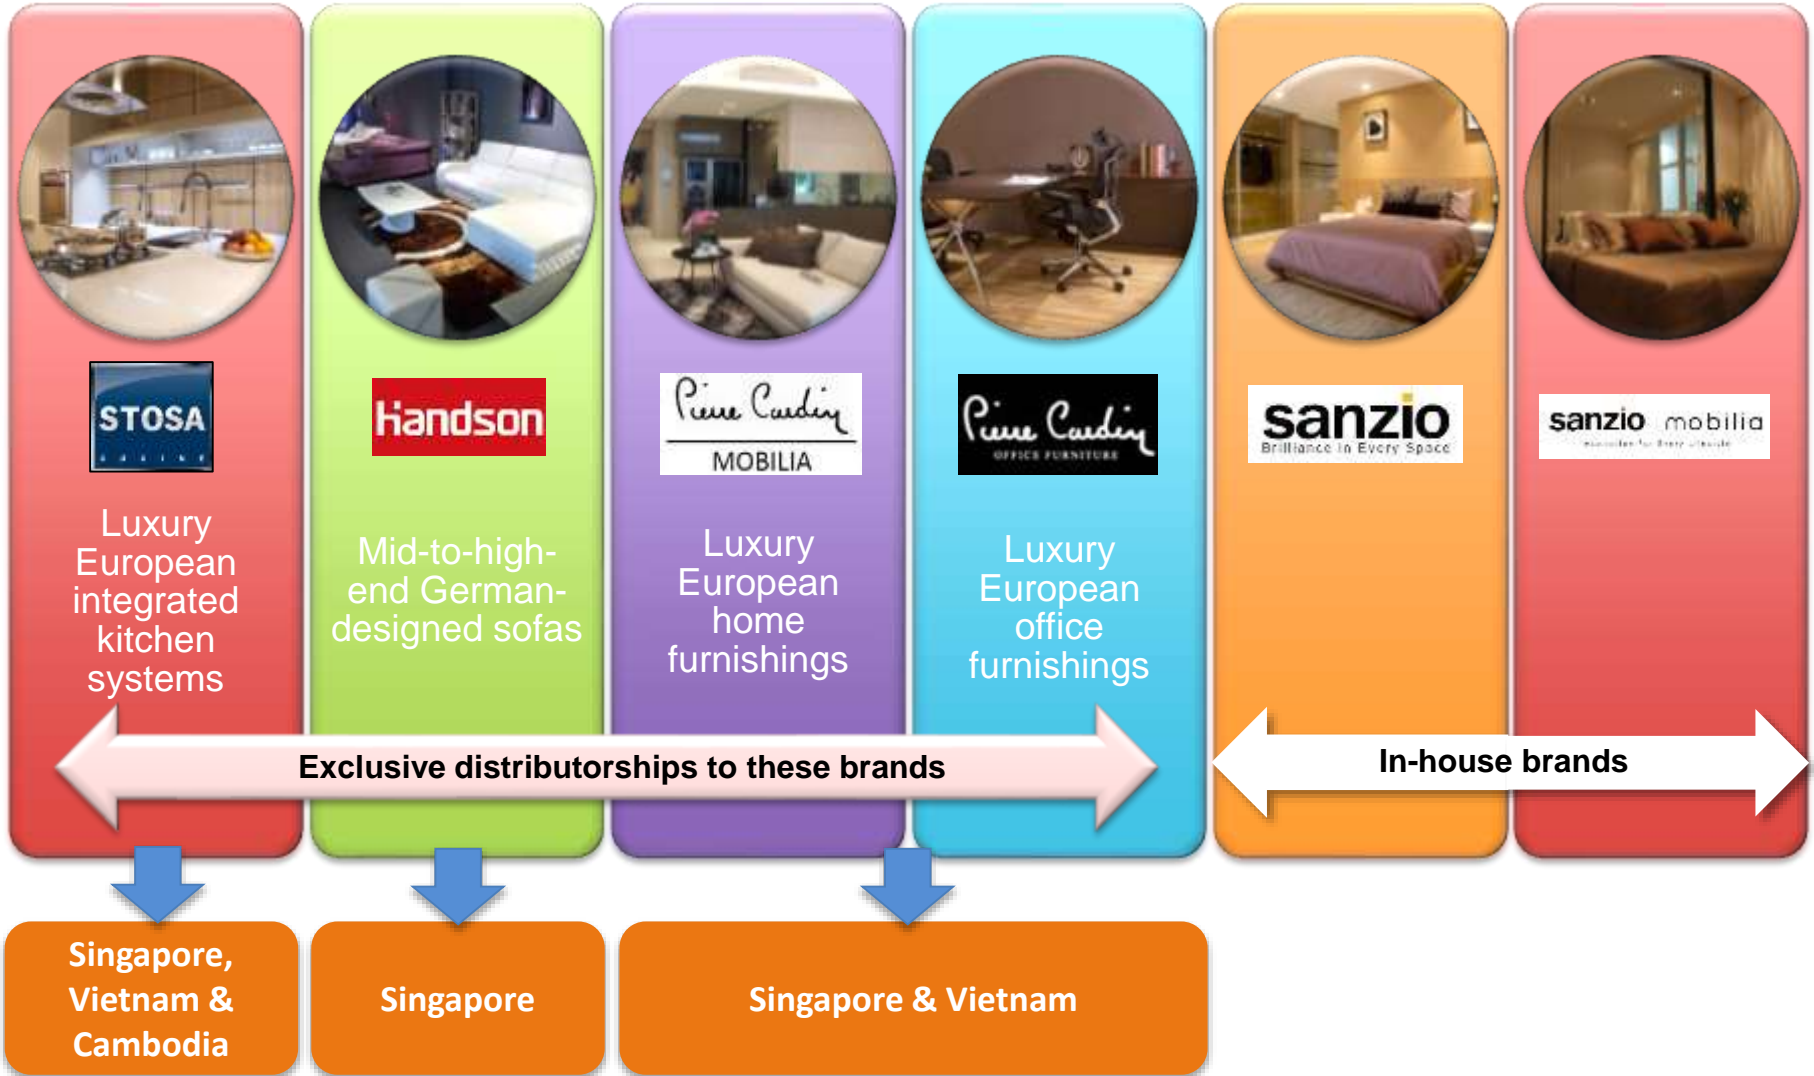 STOSA
Luxury
European
integrated
kitchen
systems
Handson
Mid-to-high-
end German-
designed sofas
Pierre Cardin
MOBILIA
Luxury
European
home
furnishings
Pierre Cardin
OFFICE FURNITURE
Luxury
European
office
furnishings
sanzio
Brilliance in Every Space
sanzio mobilia
Exclusive distributorships to these brands
In-house brands
Singapore,
Vietnam &
Cambodia
Singapore
Singapore & Vietnam